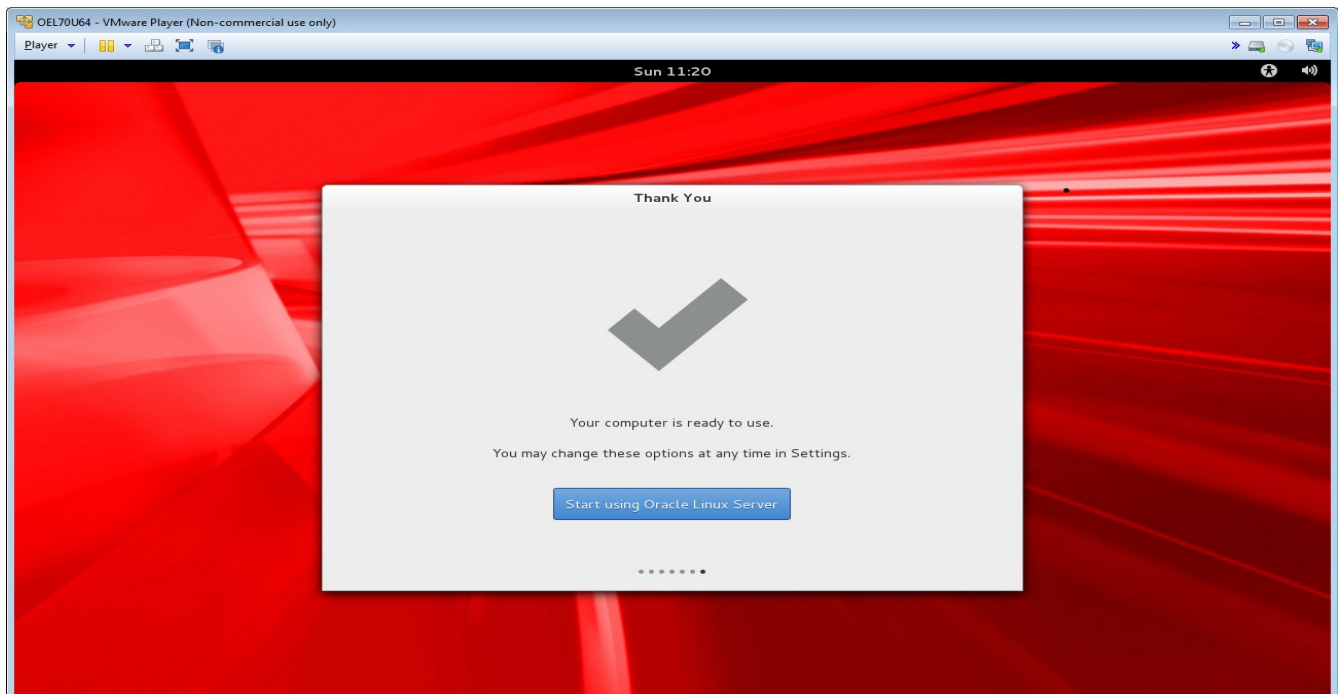 OEL70U64 - VMware Player (Non-commercial use only)
Player
Sun 11:20
Thank You
Your computer is ready to use.
You may change these options at any time in Settings.
Start using Oracle Linux Server